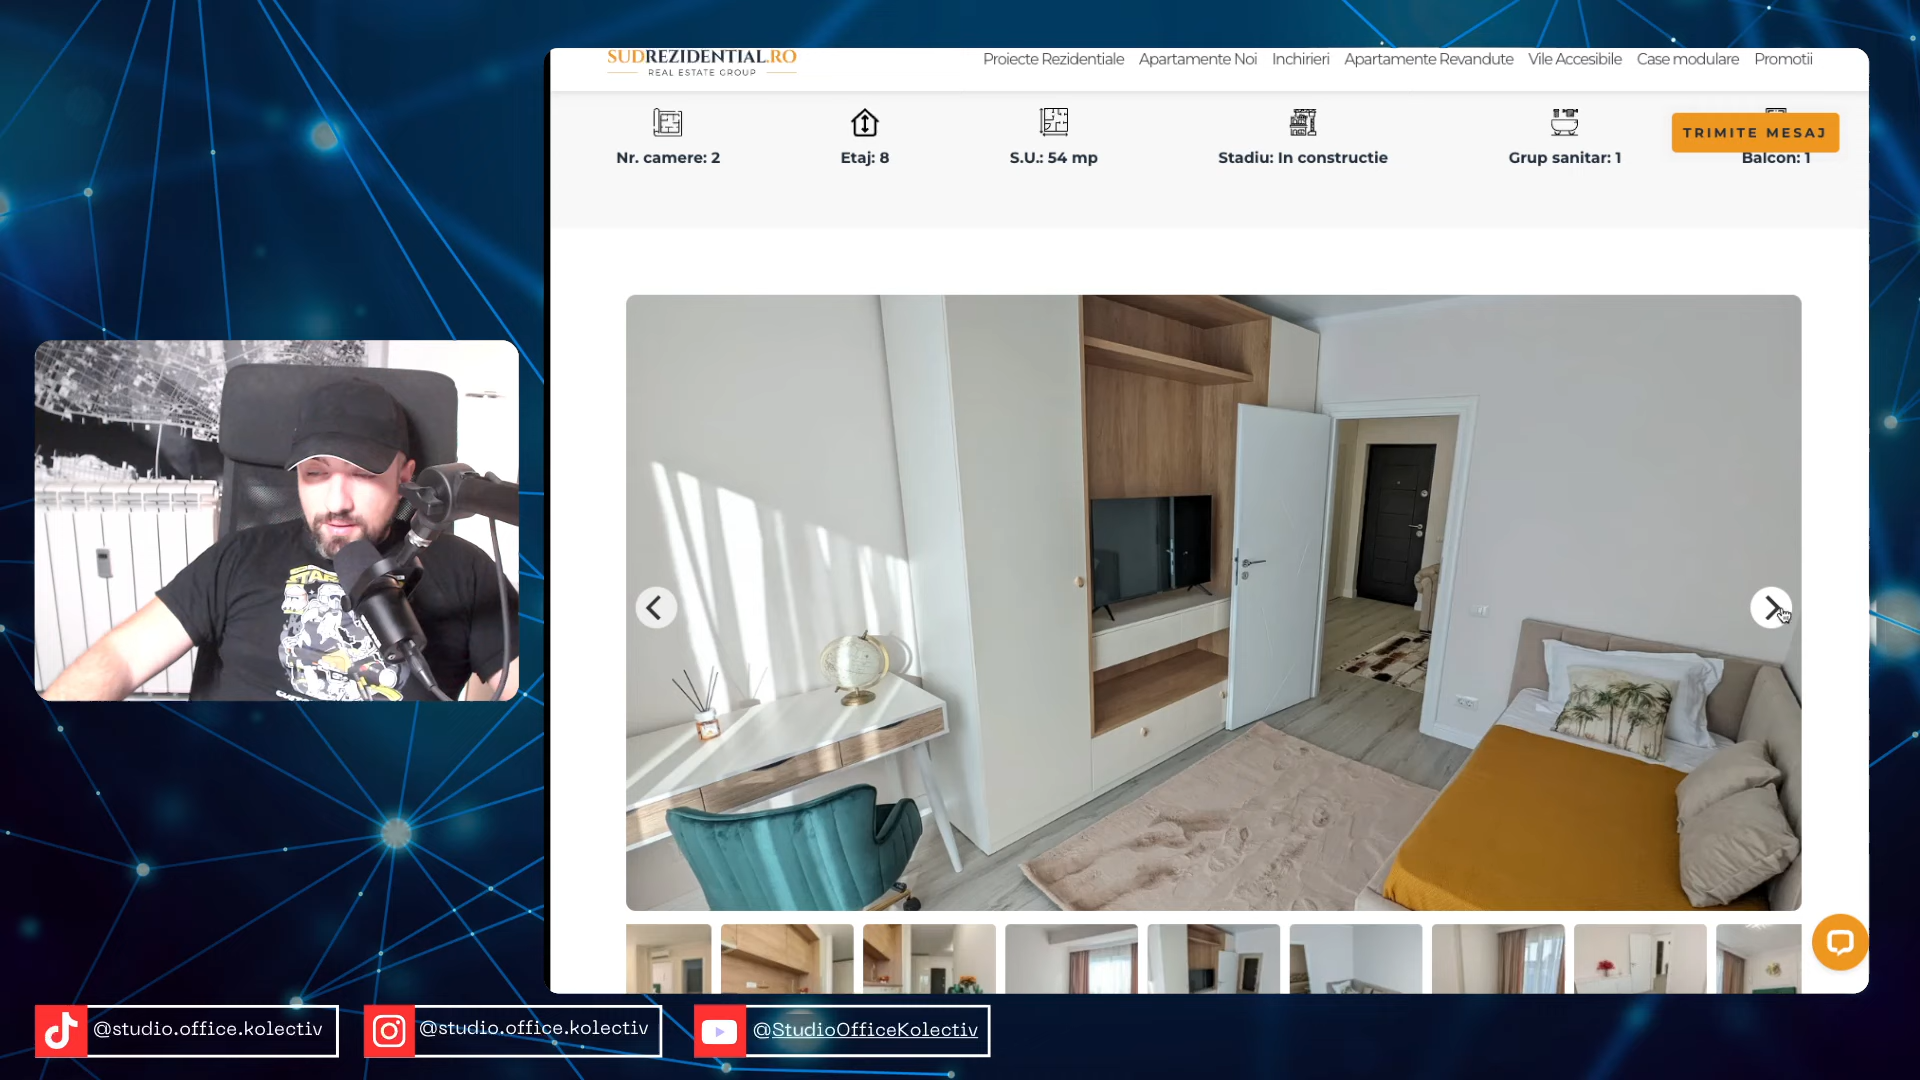 SUDREZIDENTIAL.RO
REAL ESTATE GROUP
Proiecte Rezidentiale Apartamente Noi Inchirieri Apartamente Revandute Vile Accesibile Case modulare Promotii
TRIMITE MESAJ
Nr. camere: 2
Etaj: 8
S.U.: 54 mp
Stadiu: In constructie
Grup sanitar: 1
Balcon: 1
STAR
@studio.office.kolectiv
@studio.office.kolectiv
@StudioOfficeKolectiv